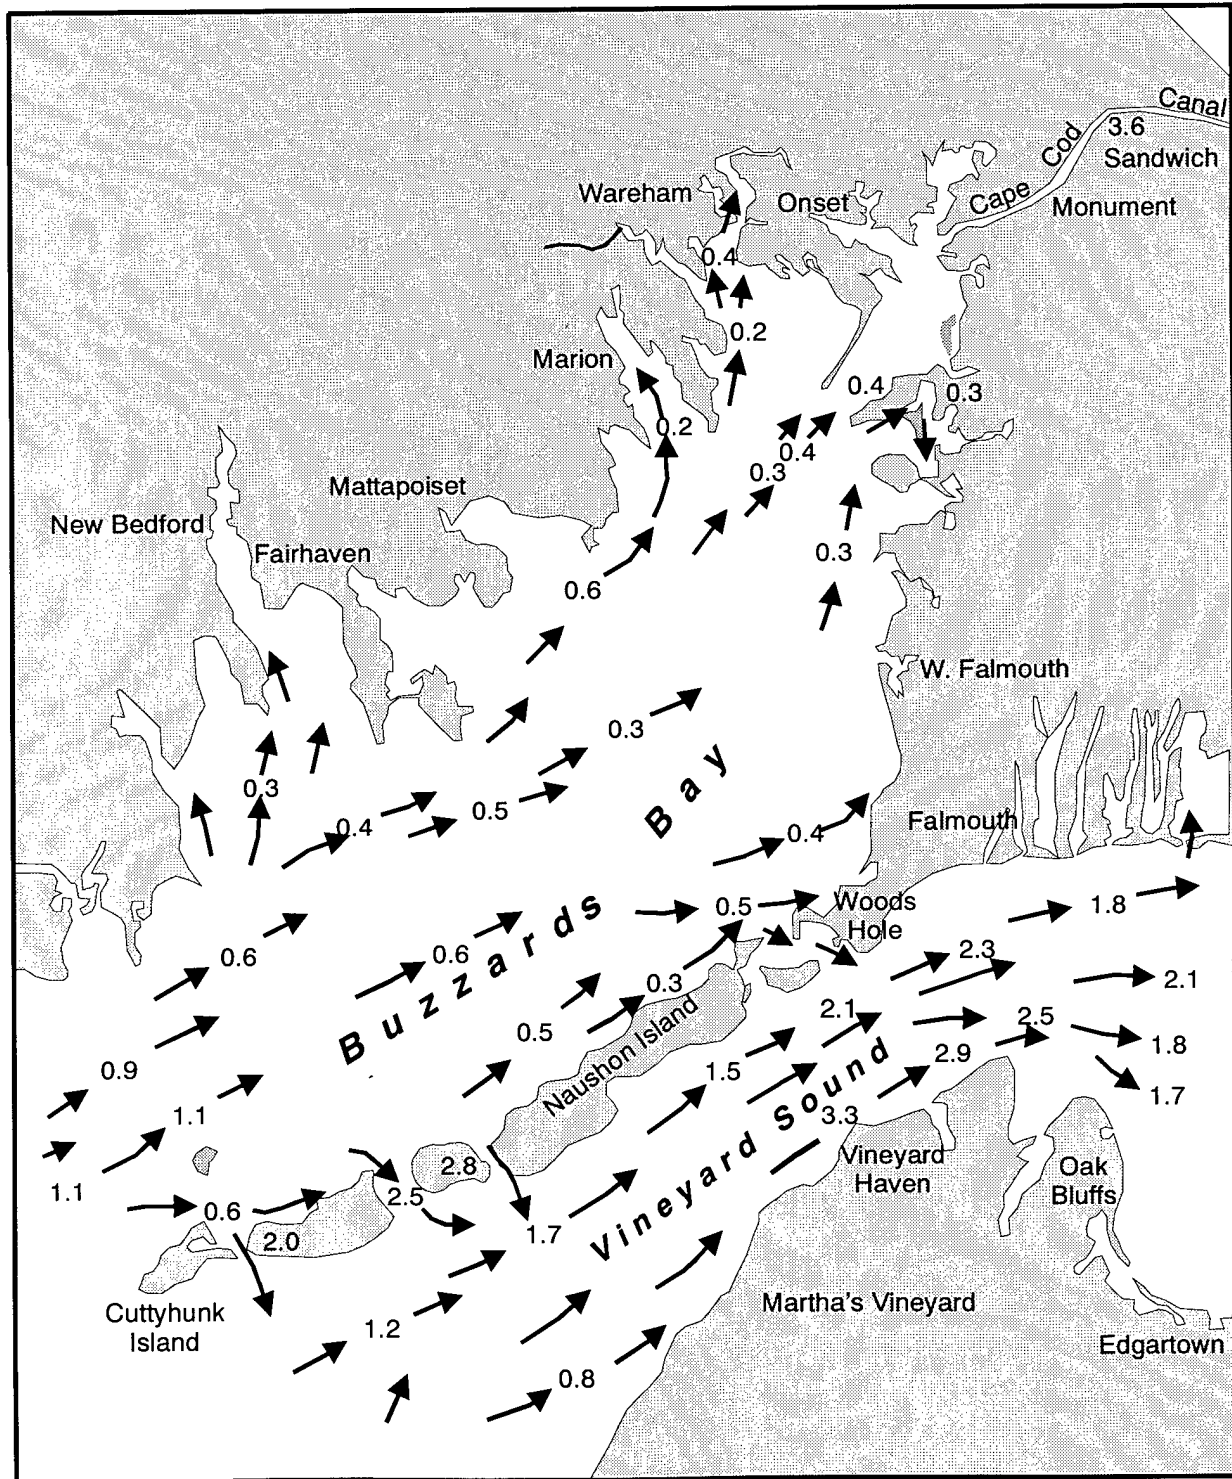 Canal
Cod
3.6
Sandwich
Cape
Monument
Wareham
Onset
0.4
0.2
Marion
0.4
0.3
0.2
0.4
0.3
Mattapoiset
New Bedford
Fairhaven
0.3
0.6
W. Falmouth
0.3
Bay
0.3
0.5
0.4
0.4
Falmouth
0.5
Woods
Hole
1.8
Buzzards
0.6
0.6
2.3
0.3
2.1
2.1
0.5
Naushon Island
2.5
1.8
2.9
0.9
1.5
1.7
1.1
3.3
Vineyard Sound
2.8
Vineyard
Haven
Oak
Bluffs
1.1
2.5
0.6
2.0
1.7
Cuttyhunk
Island
Martha's Vineyard
1.2
Edgartown
0.8